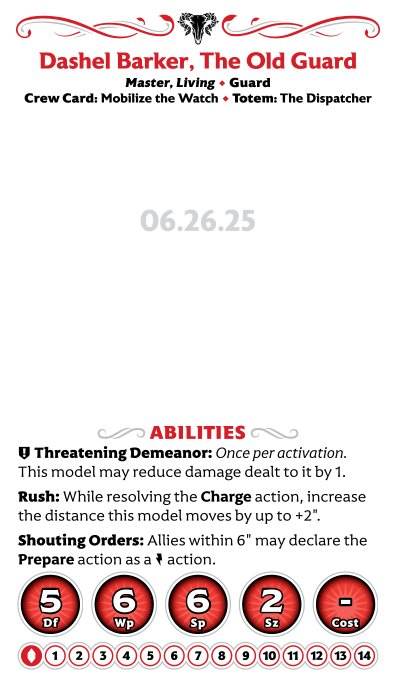 Dashel Barker, The Old Guard
Master, Living ♦ Guard
Crew Card: Mobilize the Watch ♦ Totem: The Dispatcher
06.26.25
ABILITIES
Threatening Demeanor: Once per activation.
This model may reduce damage dealt to it by 1.
Rush: While resolving the Charge action, increase
the distance this model moves by up to +2".
Shouting Orders: Allies within 6" may declare the
Prepare action as a action.
5 6 6 2 -
Df Wp Sp Sz Cost
1 2 3 4 5 6 7 8 9 10 11 12 13 14